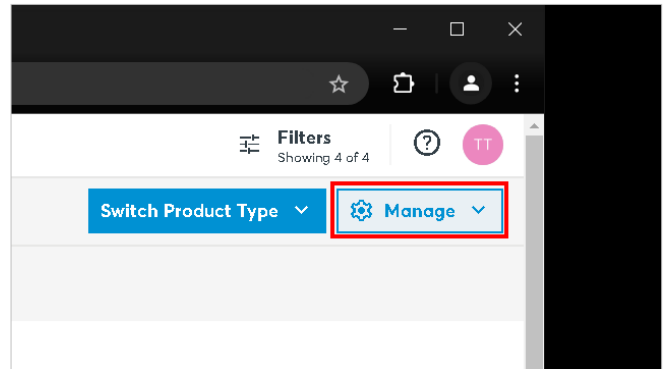 Filters
Showing 4 of 4
TT
Switch Product Type
Manage